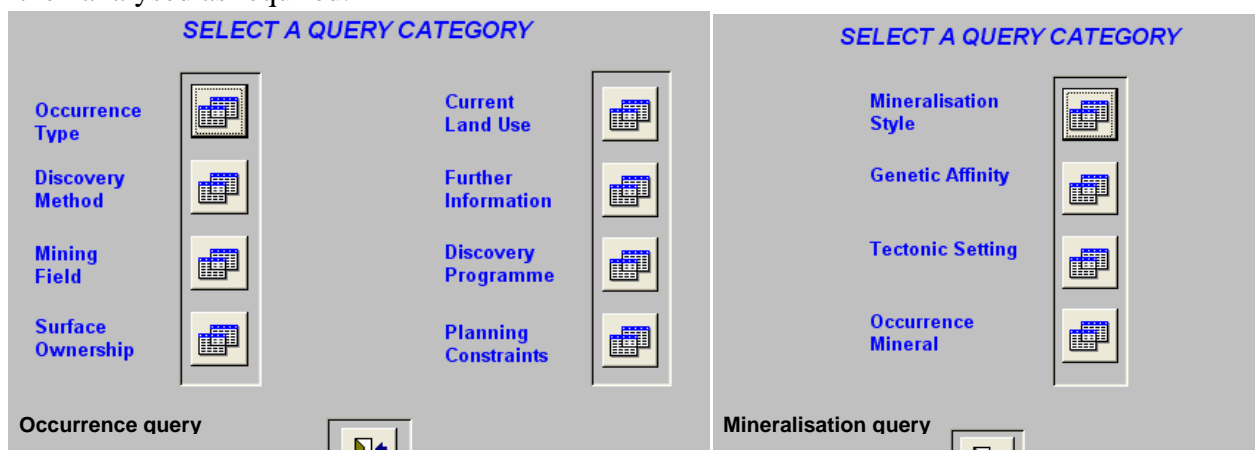 SELECT A QUERY CATEGORY
Occurrence
Type
Discovery
Method
Mining
Field
Surface
Ownership
Current
Land Use
Further
Information
Discovery
Programme
Planning
Constraints
Occurrence query
SELECT A QUERY CATEGORY
Mineralisation
Style
Genetic Affinity
Tectonic Setting
Occurrence
Mineral
Mineralisation query